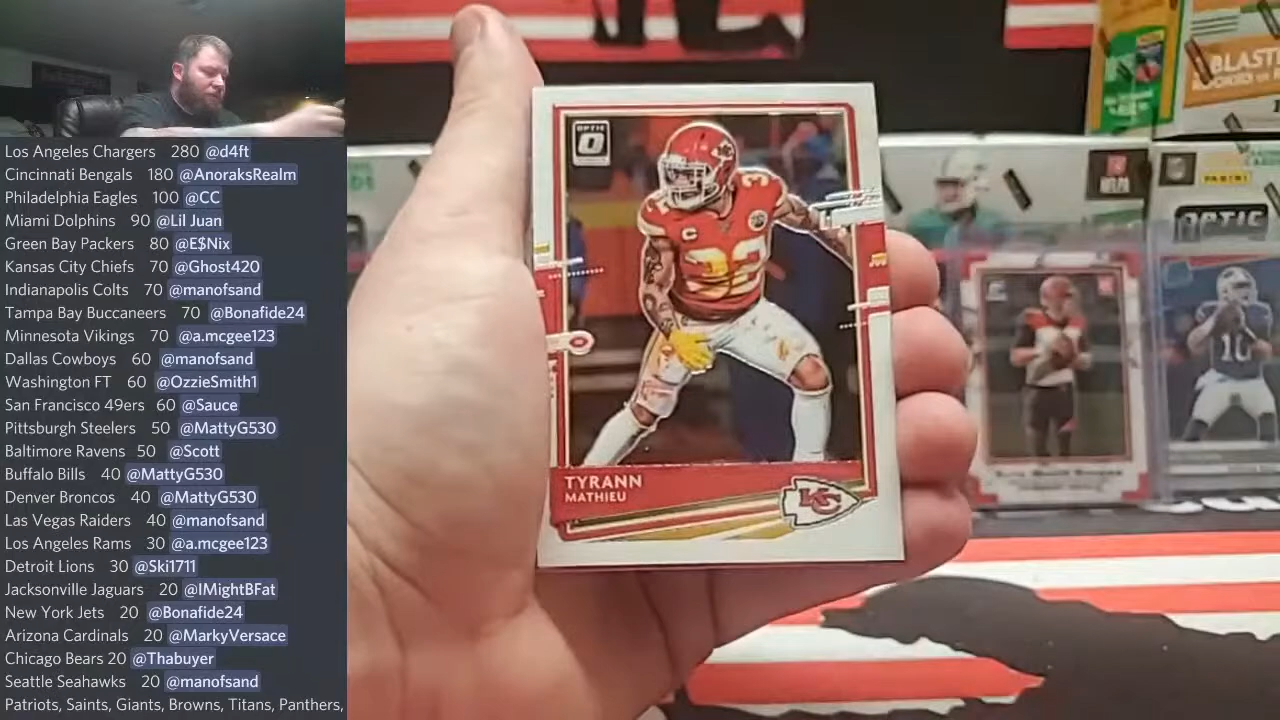 Los Angeles Chargers 280 @d4ft
Cincinnati Bengals 180 @AnoraksRealm
Philadelphia Eagles 100 @CC
Miami Dolphins 90 @Lil Juan
Green Bay Packers 80 @E$Nix
Kansas City Chiefs 70 @Ghost420
Indianapolis Colts 70 @manofsand
Tampa Bay Buccaneers 70 @Bonafide24
Minnesota Vikings 70 @a.mcgee123
Dallas Cowboys 60 @manofsand
Washington FT 60 @OzzieSmith1
San Francisco 49ers 60 @Sauce
Pittsburgh Steelers 50 @MattyG530
Baltimore Ravens 50 @Scott
Buffalo Bills 40 @MattyG530
Denver Broncos 40 @MattyG530
Las Vegas Raiders 40 @manofsand
Los Angeles Rams 30 @a.mcgee123
Detroit Lions 30 @Ski1711
Jacksonville Jaguars 20 @IMightBFat
New York Jets 20 @Bonafide24
Arizona Cardinals 20 @MarkyVersace
Chicago Bears 20 @Thabuyer
Seattle Seahawks 20 @manofsand
Patriots, Saints, Giants, Browns, Titans, Panthers,
OPTIC
32
KC
TYRANN
MATHIEU
BLAST
PANINI
OPTIC
10